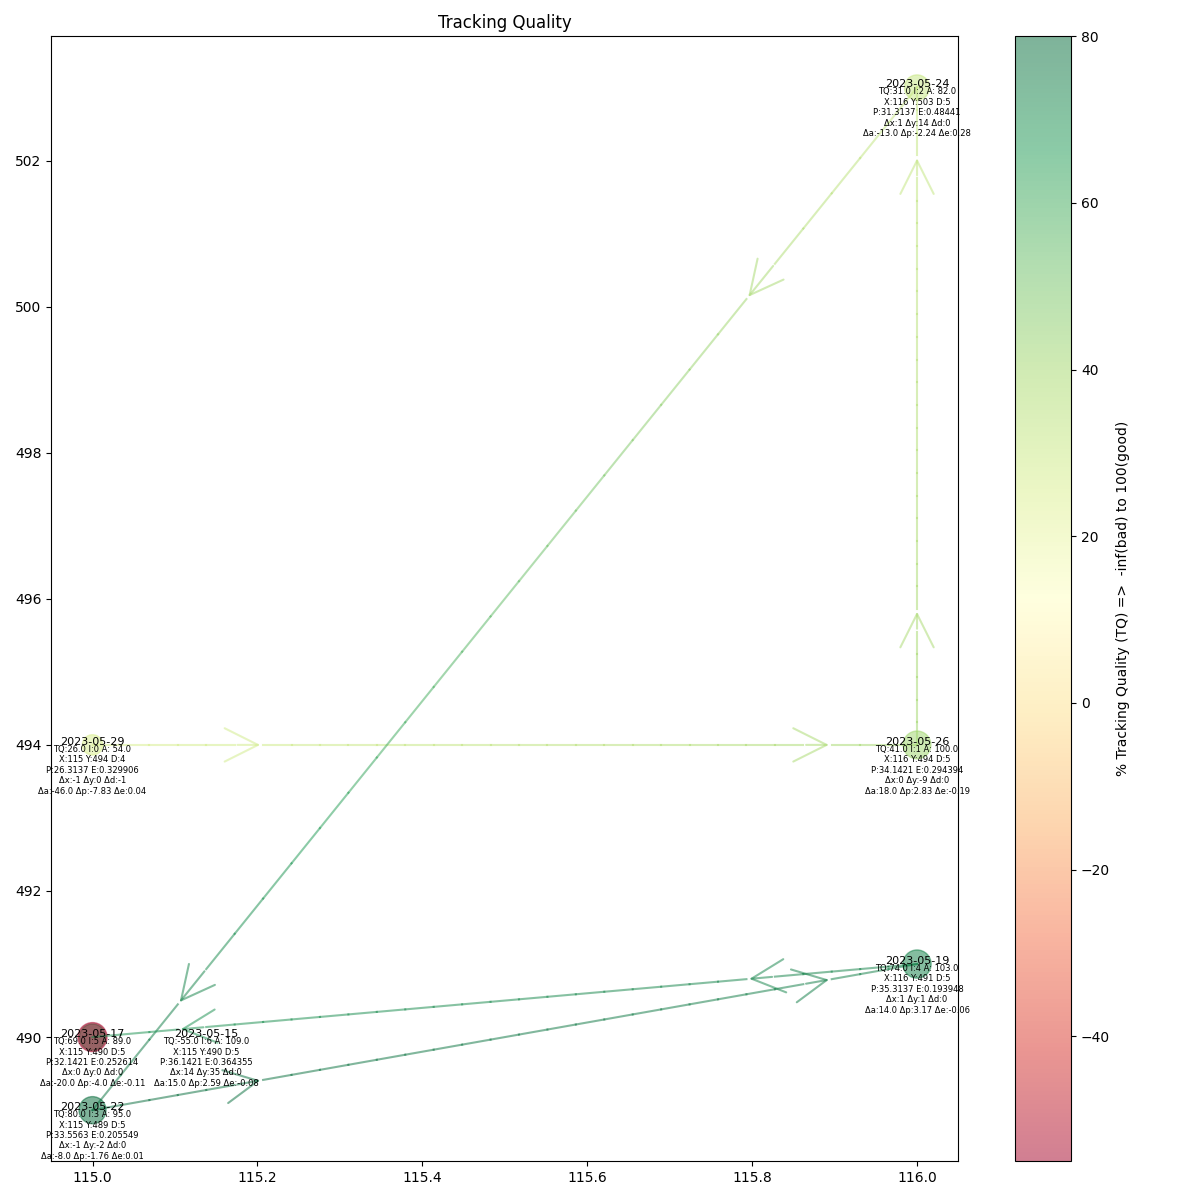 Tracking Quality
2023-05-24
TQ:31.0 I:2 A: 82.0
X:116 Y:503 D:5
P:31.3137 E:0.48441
Δx:1 Δy:14 Δd:0
Δa:-13.0 Δp:-2.24 Δe:0.28
2023-05-29
TQ:26.0 I:0 A: 54.0
X:115 Y:494 D:4
P:26.3137 E:0.329906
Δx:-1 Δy:0 Δd:-1
Δa:-46.0 Δp:-7.83 Δe:0.04
2023-05-26
TQ:41.0 I:1 A: 100.0
X:116 Y:494 D:5
P:34.1421 E:0.294394
Δx:0 Δy:-9 Δd:0
Δa:18.0 Δp:2.83 Δe:-0.19
2023-05-19
TQ:74.0 I:4 A: 103.0
X:116 Y:491 D:5
P:35.3137 E:0.193948
Δx:1 Δy:1 Δd:0
Δa:14.0 Δp:3.17 Δe:-0.06
2023-05-17
TQ:69.0 I:5 A: 89.0
X:115 Y:490 D:5
P:32.1421 E:0.252614
Δx:0 Δy:0 Δd:0
Δa:-20.0 Δp:-4.0 Δe:-0.11
2023-05-15
TQ:-55.0 I:6 A: 109.0
X:115 Y:490 D:5
P:36.1421 E:0.364355
Δx:14 Δy:35 Δd:0
Δa:15.0 Δp:2.59 Δe:-0.08
2023-05-22
TQ:80.0 I:3 A: 95.0
X:115 Y:489 D:5
P:33.5563 E:0.205549
Δx:-1 Δy:-2 Δd:0
Δa:-8.0 Δp:-1.76 Δe:0.01
502
500
498
496
494
492
490
115.0
115.2
115.4
115.6
115.8
116.0
80
60
40
20
0
−20
−40
% Tracking Quality (TQ) => -inf(bad) to 100(good)